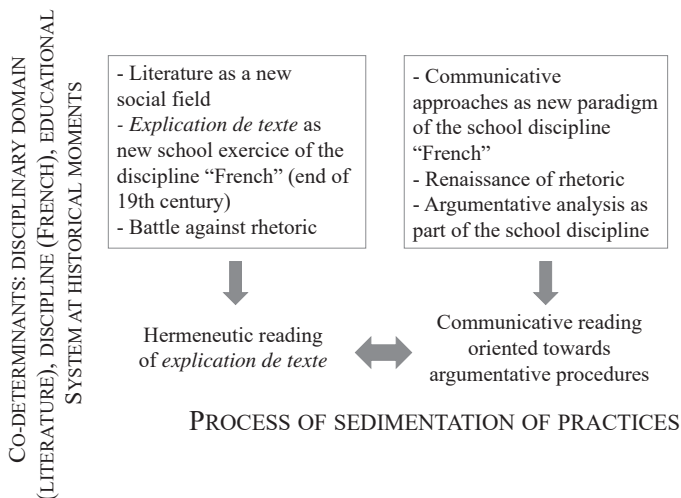 CO-DETERMINANTS: DISCIPLINARY DOMAIN
(LITERATURE), DISCIPLINE (FRENCH), EDUCATIONAL
SYSTEM AT HISTORICAL MOMENTS
- Literature as a new
social field
- Explication de texte as
new school exercice of the
discipline “French” (end of
19th century)
- Battle against rhetoric
- Communicative
approaches as new paradigm
of the school discipline
“French”
- Renaissance of rhetoric
- Argumentative analysis as
part of the school discipline
Hermeneutic reading
of explication de texte
Communicative reading
oriented towards
argumentative procedures
PROCESS OF SEDIMENTATION OF PRACTICES